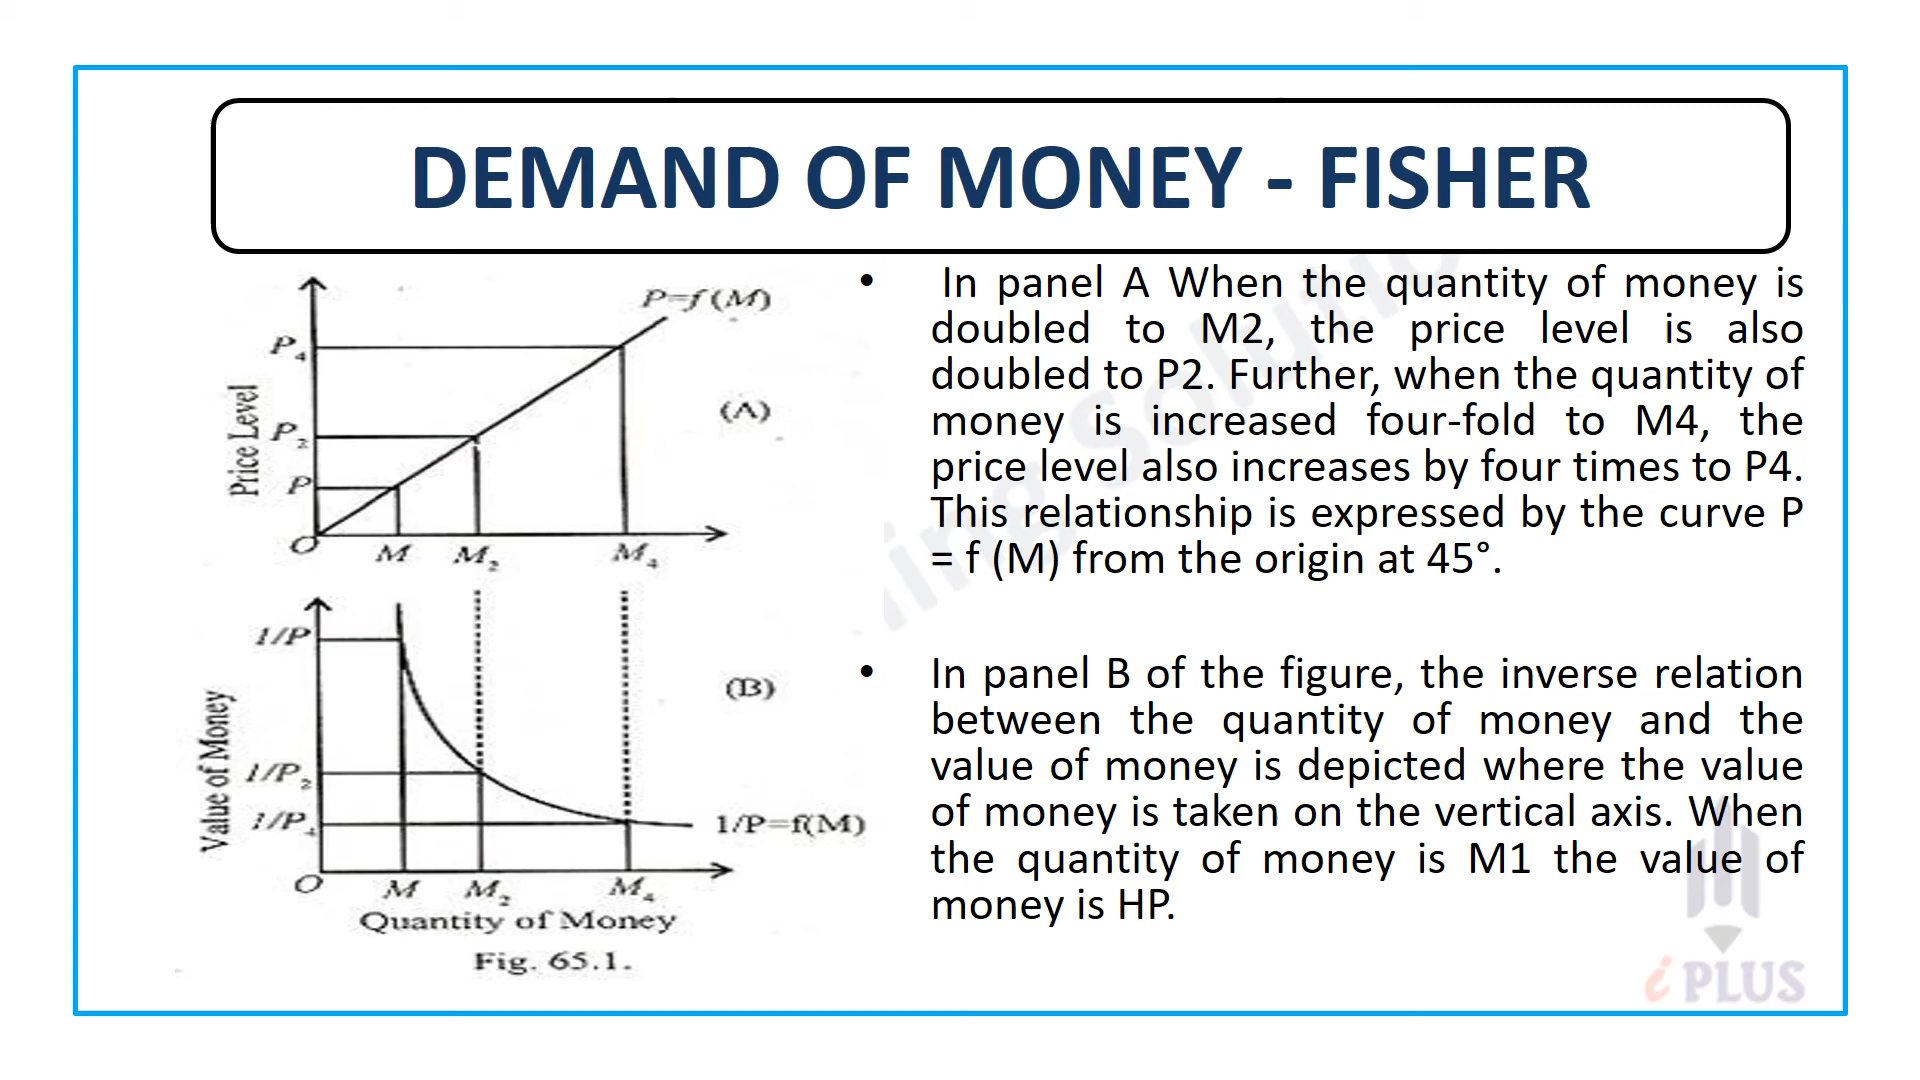 DEMAND OF MONEY - FISHER
P=f(M)
P4
(A)
Price Level
P2
P
O
M
M2
M4
1/P
(B)
Value of Money
1/P2
1/P4
1/P=f(M)
O
M
M2
M4
Quantity of Money
Fig. 65.1.
• In panel A When the quantity of money is
doubled to M2, the price level is also
doubled to P2. Further, when the quantity of
money is increased four-fold to M4, the
price level also increases by four times to P4.
This relationship is expressed by the curve P
= f (M) from the origin at 45°.
• In panel B of the figure, the inverse relation
between the quantity of money and the
value of money is depicted where the value
of money is taken on the vertical axis. When
the quantity of money is M1 the value of
money is HP.
i PLUS